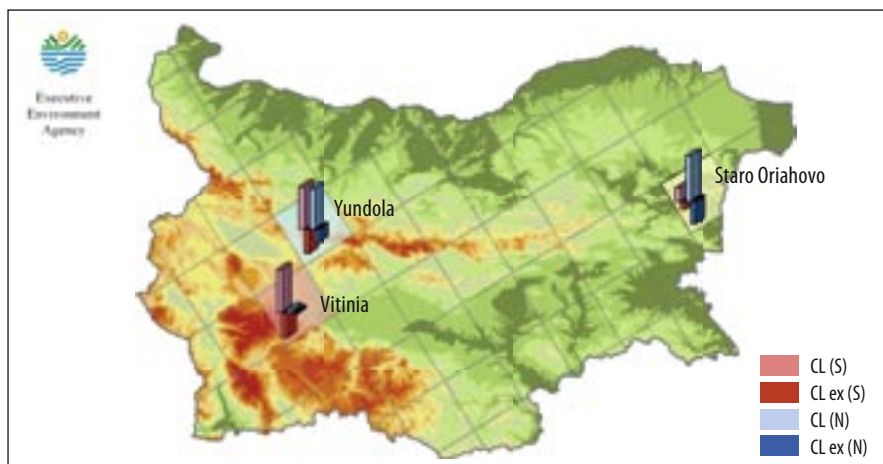 Executive
Environment
Agency
Staro Oriahovo
Yundola
Vitinia
CL (S)
CL ex (S)
CL (N)
CL ex (N)